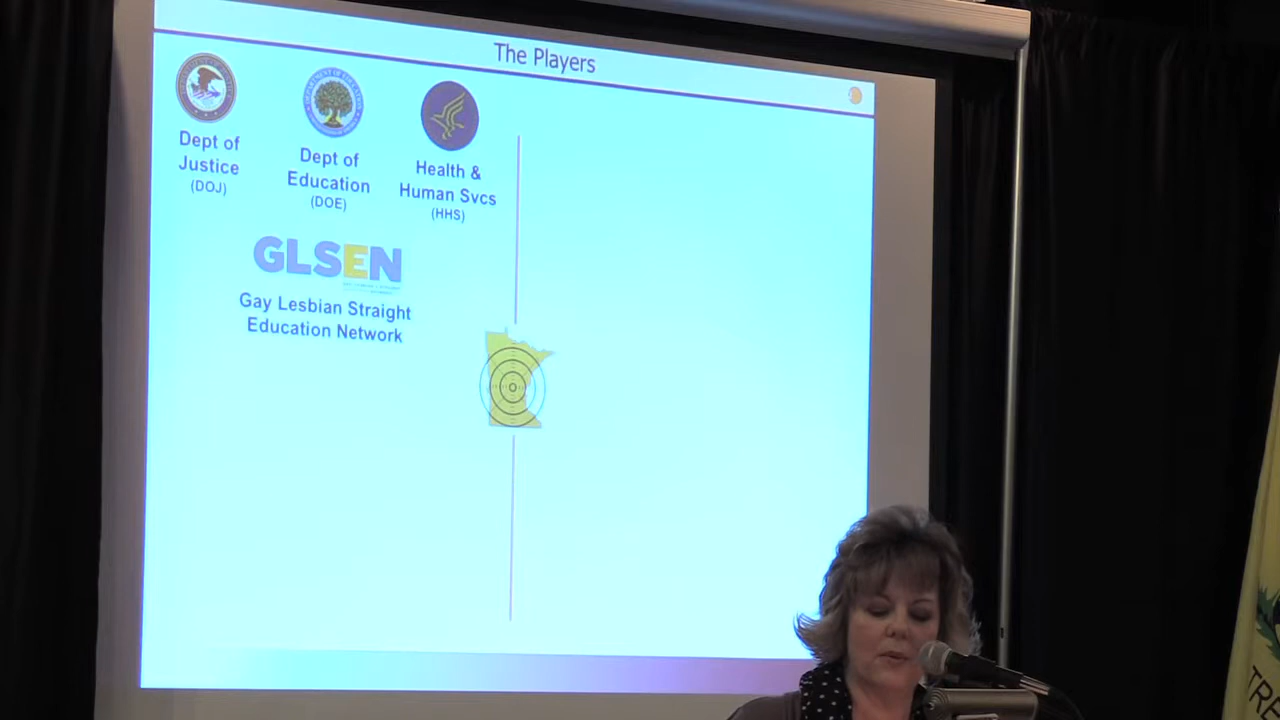 The Players
Dept of
Justice
(DOJ)
Dept of
Education
(DOE)
Health &
Human Svcs
(HHS)
GLSEN
Gay Lesbian Straight
Education Network
TRE